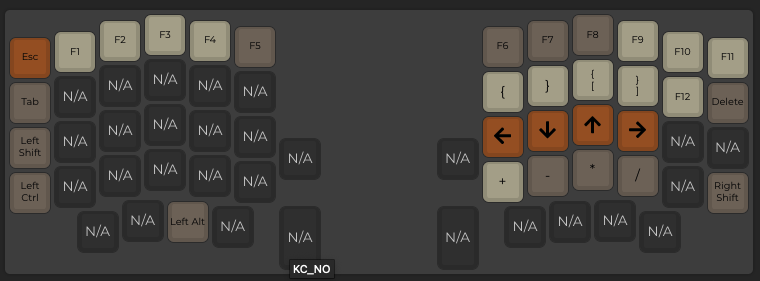 Esc F1 F2 F3 F4 F5 F6 F7 F8 F9 F10 F11
Tab N/A N/A N/A N/A N/A { } { [ } ] F12 Delete
Left Shift N/A N/A N/A N/A N/A N/A N/A ← ↓ ↑ → N/A N/A
Left Ctrl N/A N/A N/A N/A N/A + - * / N/A Right Shift
N/A N/A Left Alt N/A N/A N/A N/A N/A N/A N/A
KC_NO